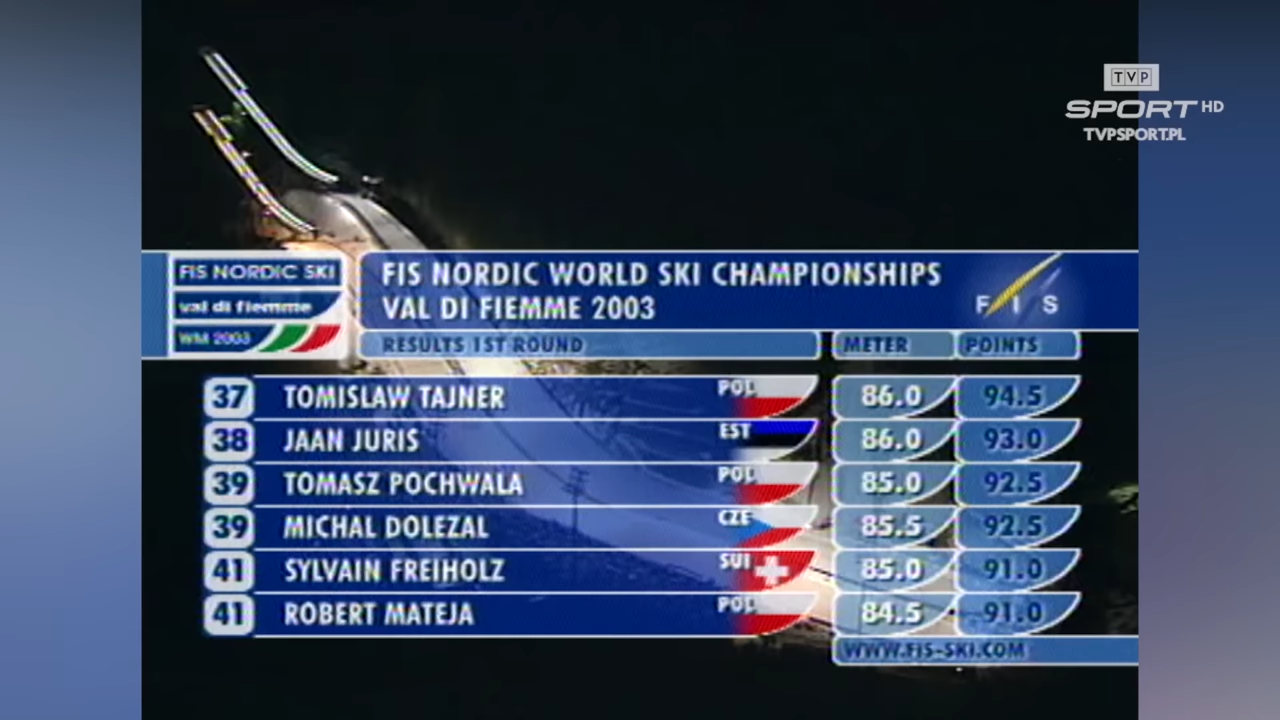 TVP
SPORT HD
TVPSPORT.PL
FIS NORDIC SKI
val di fiemme
WM 2003
FIS NORDIC WORLD SKI CHAMPIONSHIPS
VAL DI FIEMME 2003
F I S
RESULTS 1ST ROUND METER POINTS
37 TOMISLAW TAJNER POL 86.0 94.5
38 JAAN JURIS EST 86.0 93.0
39 TOMASZ POCHWALA POL 85.0 92.5
39 MICHAL DOLEZAL CZE 85.5 92.5
41 SYLVAIN FREIHOLZ SUI 85.0 91.0
41 ROBERT MATEJA POL 84.5 91.0
WWW.FIS-SKI.COM